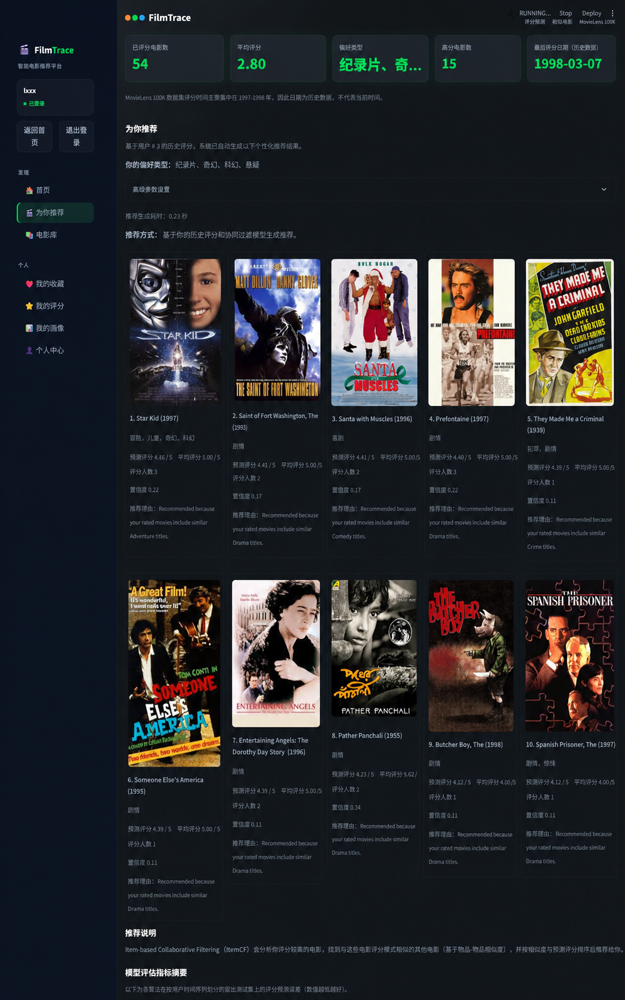 FilmTrace
智能电影推荐平台
lxxx
已登录
返回首页
退出登录
发现
首页
为你推荐
电影库
个人
我的收藏
我的评分
我的画像
个人中心
FilmTrace
RUNNING... Stop Deploy
评分预测 相似电影 MovieLens 100K
已评分电影数
54
平均评分
2.80
偏好类型
纪录片、奇...
高分电影数
15
最后评分日期（历史数据）
1998-03-07
MovieLens 100K 数据集评分时间主要集中在 1997-1998 年，因此日期为历史数据，不代表当前时间。
为你推荐
基于用户 # 3 的历史评分，系统已自动生成以下个性化推荐结果。
你的偏好类型：纪录片、奇幻、科幻、悬疑
高级参数设置
推荐生成耗时：0.23 秒
推荐方式： 基于你的历史评分和协同过滤模型生成推荐。
STAR KID
1. Star Kid (1997)
冒险，儿童，奇幻，科幻
预测评分 4.46 / 5 平均评分 5.00 / 5
评分人数 3
置信度 0.22
推荐理由：Recommended because
your rated movies include similar
Adventure titles.
MATT DILLON DANNY GLOVER
THE SAINT OF FORT WASHINGTON
2. Saint of Fort Washington, The
(1993)
剧情
预测评分 4.41 / 5 平均评分 5.00 /5
评分人数 2
置信度 0.17
推荐理由：Recommended because
your rated movies include similar
Drama titles.
HULK HOGAN
SANTA
MUSCLES
3. Santa with Muscles (1996)
喜剧
预测评分 4.41 / 5 平均评分 5.00/5
评分人数 2
置信度 0.17
推荐理由：Recommended because
your rated movies include similar
Comedy titles.
PREFONTAINE
4. Prefontaine (1997)
剧情
预测评分 4.40 / 5 平均评分 5.00/5
评分人数 3
置信度 0.22
推荐理由：Recommended because
your rated movies include similar
Drama titles.
THEY MADE ME
A CRIMINAL
JOHN GARFIELD
THE
5. They Made Me a Criminal
(1939)
犯罪，剧情
预测评分 4.39 / 5 平均评分 5.00/5
评分人数 1
置信度 0.11
推荐理由：Recommended because
your rated movies include similar
Crime titles.
"A Great Film!
It's wonderful,
TOM CONTI IN
SOMEONE
ELSE'S
AMERICA
Two friends, two worlds, one dream.
6. Someone Else's America
(1995)
剧情
预测评分 4.39 / 5 平均评分 5.00 / 5
评分人数 1
置信度 0.11
推荐理由：Recommended because
your rated movies include similar
Drama titles.
ENTERTAINING ANGELS
7. Entertaining Angels: The
Dorothy Day Story (1996)
剧情
预测评分 4.39 / 5 平均评分 5.00/5
评分人数 2
置信度 0.11
推荐理由：Recommended because
your rated movies include similar
Drama titles.
পথের
পাঁচালী
PATHER PANCHALI
8. Pather Panchali (1955)
剧情
预测评分 4.23 / 5 平均评分
评分人数 2
置信度 0.34
推荐理由：Recommended because
your rated movies include similar
Drama titles.
THE
BUTCHER
BOY
9. Butcher Boy, The (1998)
剧情
预测评分 4.12 / 5 平均评分 4.00/5
评分人数 1
置信度 0.11
推荐理由：Recommended because
your rated movies include similar
Drama titles.
THE
SPANISH PRISONER
10. Spanish Prisoner, The (1997)
剧情，惊悚
预测评分 4.12 / 5 平均评分 4.00/5
评分人数 1
置信度 0.11
推荐理由：Recommended because
your rated movies include similar
Drama titles.
推荐说明
Item-based Collaborative Filtering（ItemCF）会分析你评分较高的电影，找到与这些电影评分模式相似的其他电影（基于物品-物品相似度），并按相似度与预测评分排序后推荐给你。
模型评估指标摘要
以下为各算法在按用户时间序列划分的留出测试集上的评分预测误差（数值越低越好）。